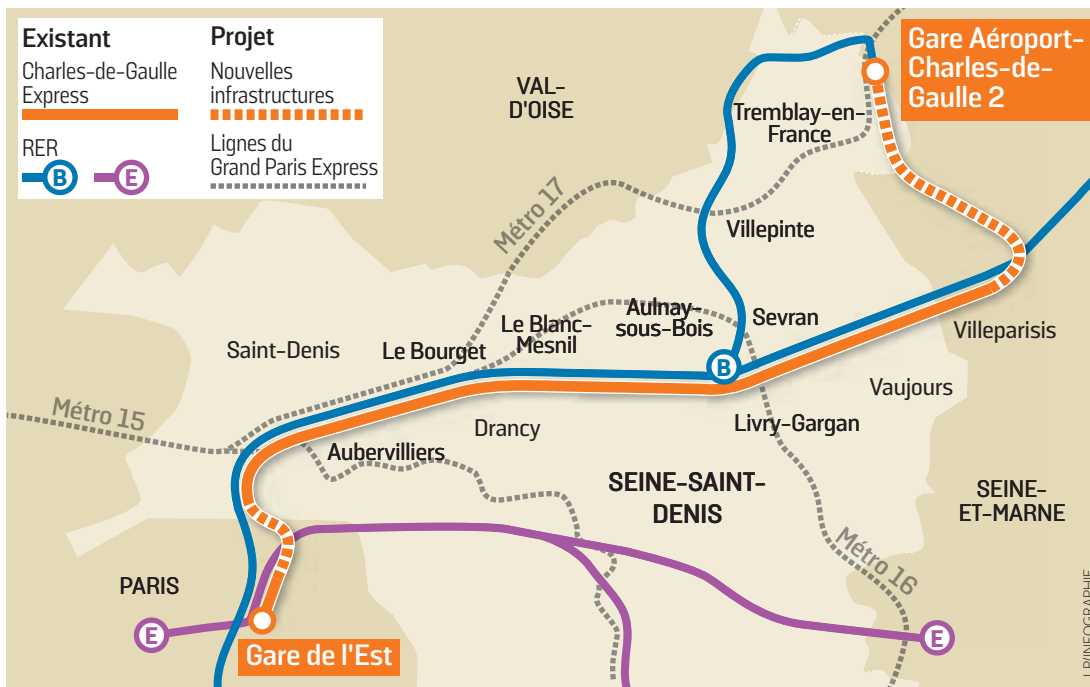 Existant
Charles-de-Gaulle
Express
RER
B
E
Projet
Nouvelles
infrastructures
Lignes du
Grand Paris Express
VAL-
D'OISE
Gare Aéroport-
Charles-de-
Gaulle 2
Tremblay-en-
France
Métro 17
Villepinte
Aulnay-
sous-Bois
Sevran
Le Blanc-
Mesnil
Le Bourget
Saint-Denis
Villeparisis
B
Vaujours
Métro 15
Drancy
Livry-Gargan
Aubervilliers
SEINE-SAINT-
DENIS
SEINE-
ET-MARNE
Métro 16
PARIS
E
E
Gare de l'Est
LP/INFOGRAPHIE